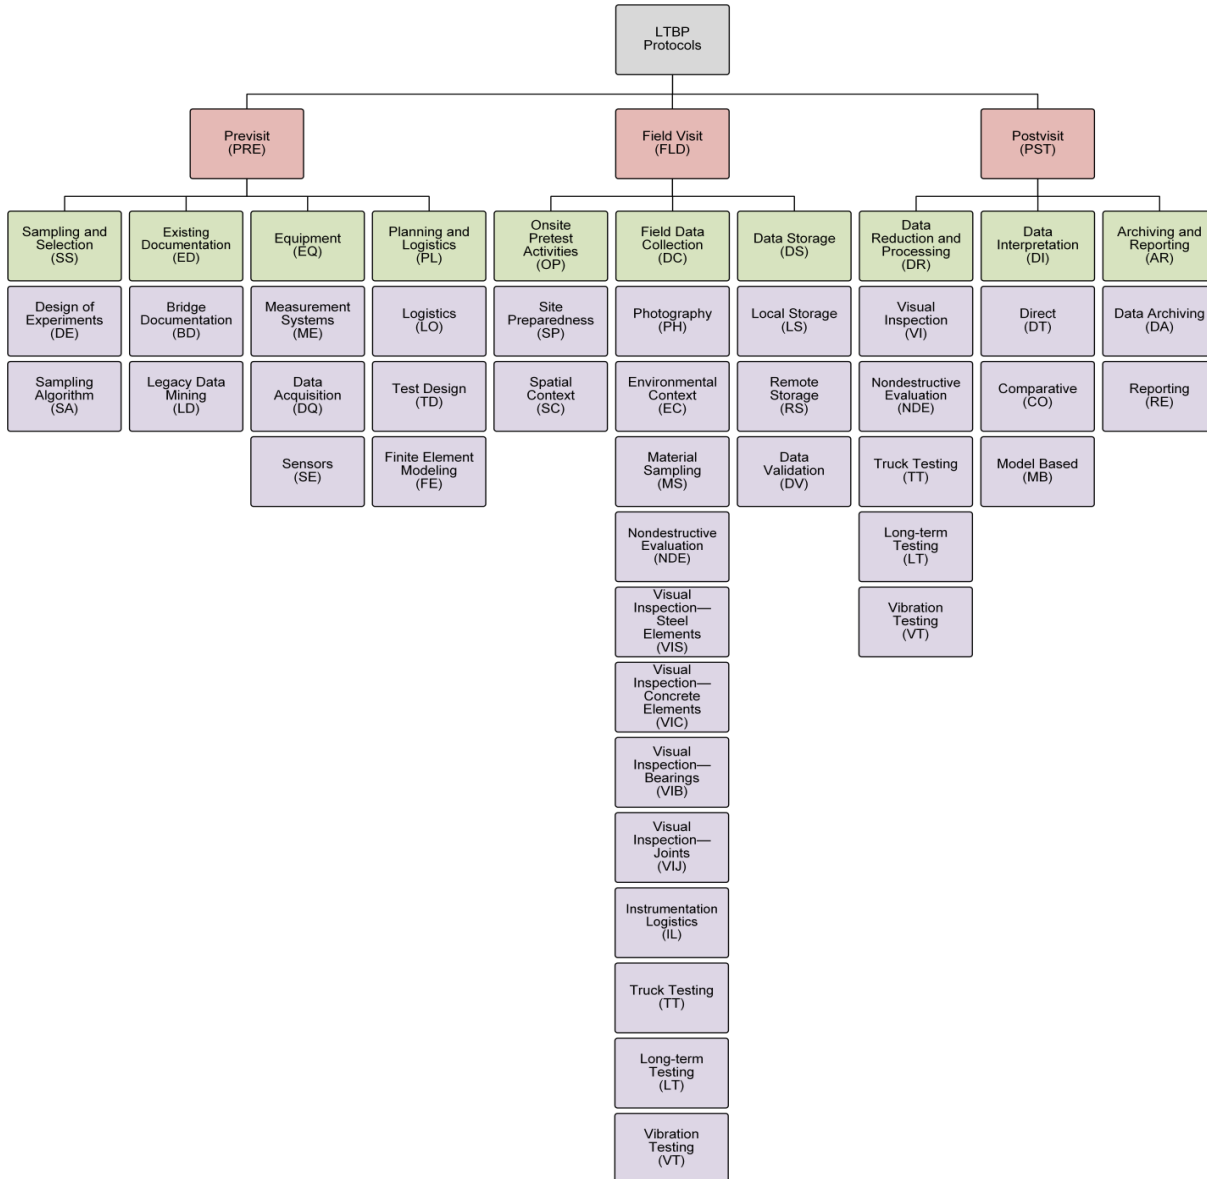 LTBP
Protocols
Previsit
(PRE)
Field Visit
(FLD)
Postvisit
(PST)
Sampling and
Selection
(SS)
Existing
Documentation
(ED)
Equipment
(EQ)
Planning and
Logistics
(PL)
Onsite
Pretest
Activities
(OP)
Field Data
Collection
(DC)
Data Storage
(DS)
Data
Reduction and
Processing
(DR)
Data
Interpretation
(DI)
Archiving and
Reporting
(AR)
Design of
Experiments
(DE)
Bridge
Documentation
(BD)
Measurement
Systems
(ME)
Logistics
(LO)
Site
Preparedness
(SP)
Photography
(PH)
Local Storage
(LS)
Visual
Inspection
(VI)
Direct
(DT)
Data Archiving
(DA)
Sampling
Algorithm
(SA)
Legacy Data
Mining
(LD)
Data
Acquisition
(DQ)
Test Design
(TD)
Spatial
Context
(SC)
Environmental
Context
(EC)
Remote
Storage
(RS)
Nondestructive
Evaluation
(NDE)
Comparative
(CO)
Reporting
(RE)
Sensors
(SE)
Finite Element
Modeling
(FE)
Material
Sampling
(MS)
Data
Validation
(DV)
Truck Testing
(TT)
Model Based
(MB)
Nondestructive
Evaluation
(NDE)
Long-term
Testing
(LT)
Visual
Inspection—
Steel
Elements
(VIS)
Vibration
Testing
(VT)
Visual
Inspection—
Concrete
Elements
(VIC)
Visual
Inspection—
Bearings
(VIB)
Visual
Inspection—
Joints
(VIJ)
Instrumentation
Logistics
(IL)
Truck Testing
(TT)
Long-term
Testing
(LT)
Vibration
Testing
(VT)